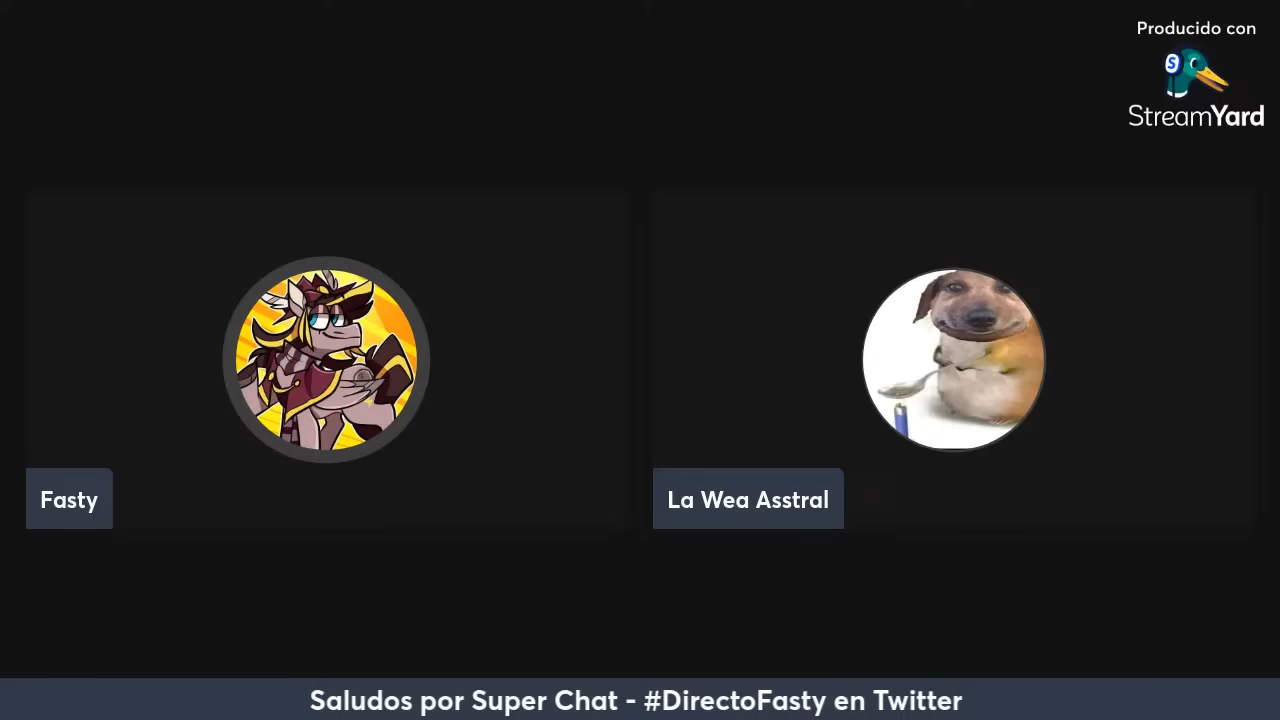 Producido con
S
StreamYard
Fasty
La Wea Asstral
Saludos por Super Chat - #DirectoFasty en Twitter